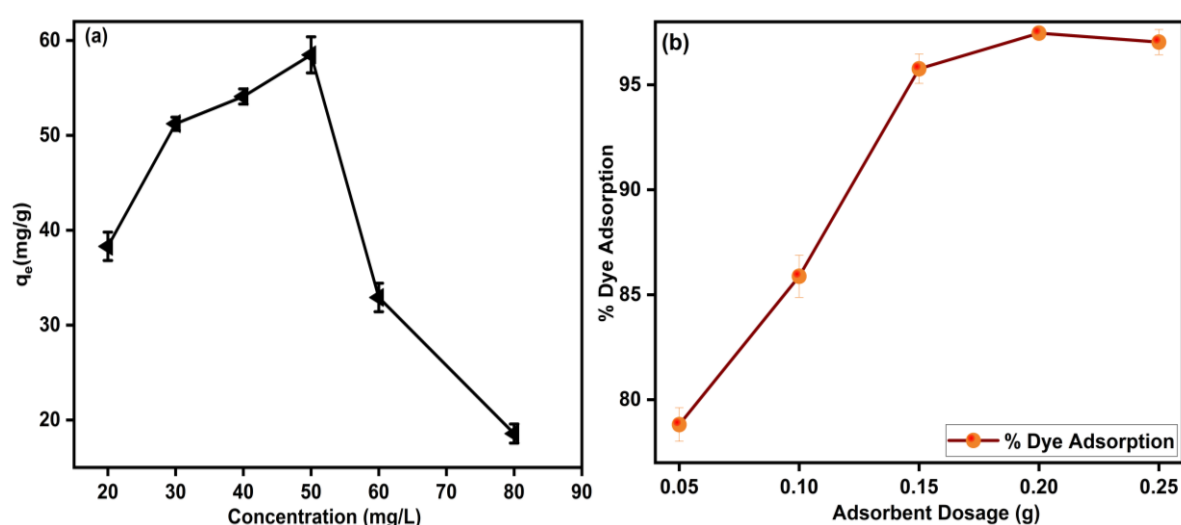 (a)
60
50
40
30
20
qₑ(mg/g)
20 30 40 50 60 70 80 90
Concentration (mg/L)
(b)
95
90
85
80
% Dye Adsorption
% Dye Adsorption
0.05 0.10 0.15 0.20 0.25
Adsorbent Dosage (g)